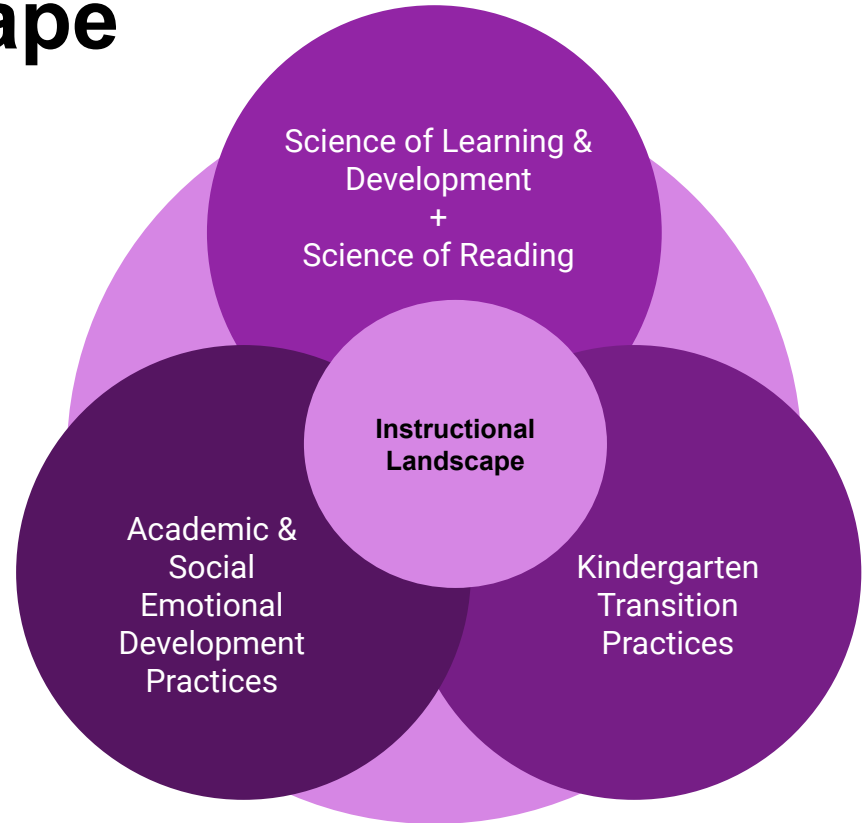 ape
Science of Learning &
Development
+
Science of Reading
Instructional
Landscape
Academic &
Social
Emotional
Development
Practices
Kindergarten
Transition
Practices